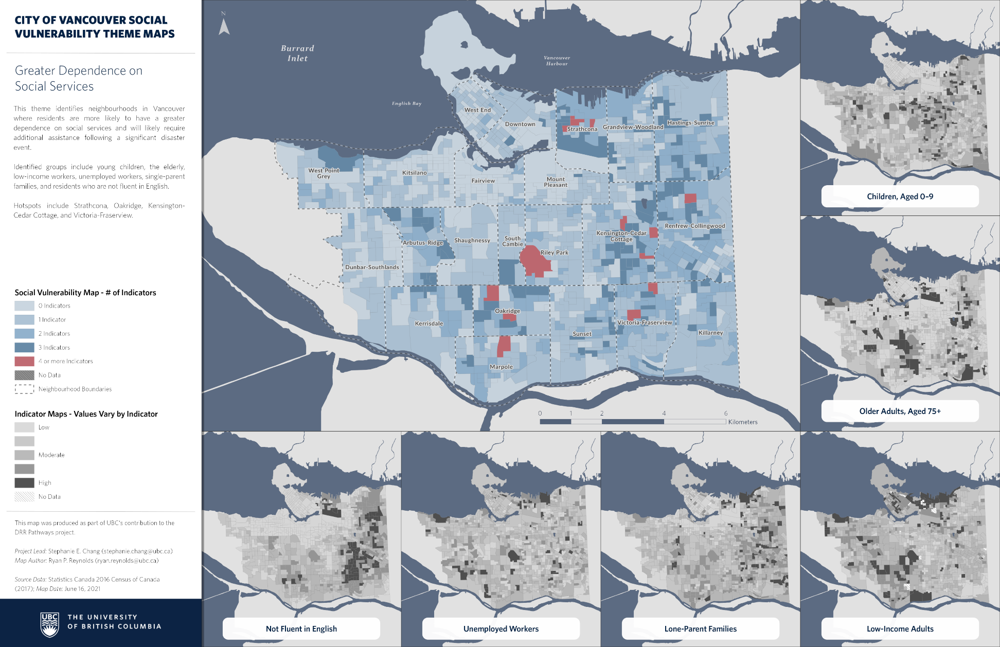 CITY OF VANCOUVER SOCIAL
VULNERABILITY THEME MAPS
Greater Dependence on
Social Services
This theme identifies neighbourhoods in Vancouver
where residents are more likely to have a greater
dependence on social services and will likely require
additional assistance following a significant disaster
event.
Identified groups include young children, the elderly,
low-income workers, unemployed workers, single-parent
families, and residents who are not fluent in English.
Hotspots include Strathcona, Oakridge, Kensington-
Cedar Cottage, and Victoria-Fraserview.
Social Vulnerability Map - # of Indicators
0 Indicators
1 Indicator
2 Indicators
3 Indicators
4 or more Indicators
No Data
Neighbourhood Boundaries
Indicator Maps - Values Vary by Indicator
Low
Moderate
High
No Data
This map was produced as part of UBC's contribution to the
DRR Pathways project.
Project Lead: Stephanie E. Chang (stephanie.chang@ubc.ca)
Map Author: Ryan P. Reynolds (ryan.reynolds@ubc.ca)
Source Data: Statistics Canada 2016 Census of Canada
(2017); Map Date: June 16, 2021
UBC
THE UNIVERSITY
OF BRITISH COLUMBIA
N
Burrard
Inlet
Vancouver
Harbour
English Bay
West End
Downtown
Strathcona
Grandview-Woodland
Hastings-Sunrise
West Point
Grey
Kitsilano
Fairview
Mount
Pleasant
Arbutus-Ridge
Shaughnessy
South
Cambie
Riley Park
Kensington-Cedar
Cottage
Renfrew-Collingwood
Dunbar-Southlands
Kerrisdale
Oakridge
Sunset
Victoria-Fraserview
Killarney
Marpole
0 1 2 4 6
Kilometers
Children, Aged 0-9
Older Adults, Aged 75+
Not Fluent in English
Unemployed Workers
Lone-Parent Families
Low-Income Adults